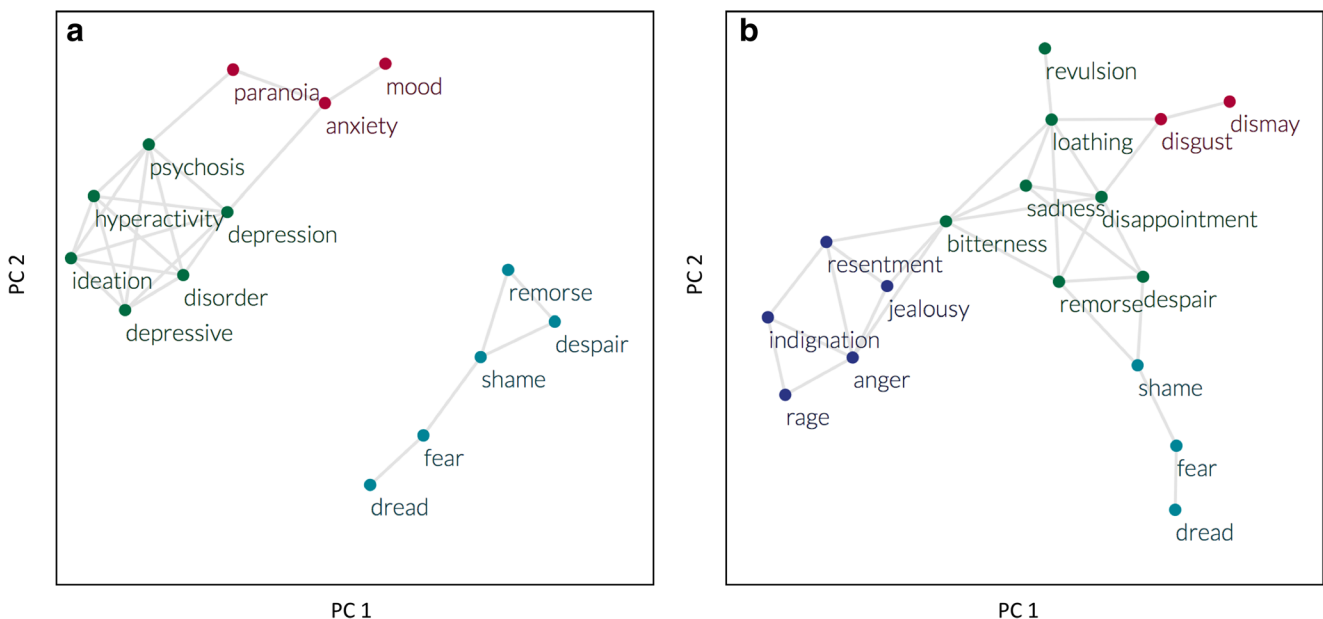 a
mood
paranoia
anxiety
psychosis
hyperactivity
depression
ideation
disorder
depressive
remorse
despair
shame
fear
dread
PC 2
PC 1
b
revulsion
dismay
loathing
disgust
sadness
disappointment
bitterness
resentment
remorse
despair
jealousy
indignation
anger
shame
rage
fear
dread
PC 2
PC 1